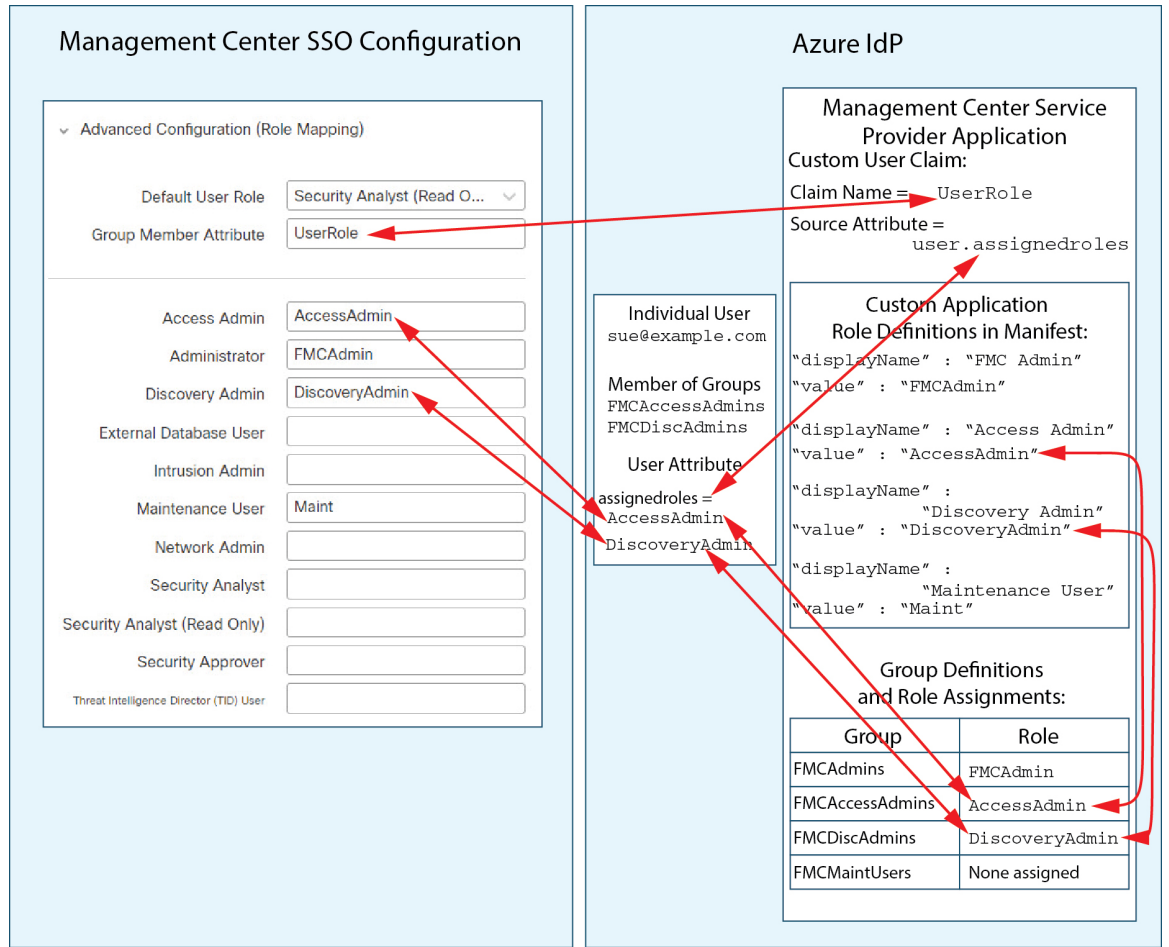 Management Center SSO Configuration
Advanced Configuration (Role Mapping)
Default User Role Security Analyst (Read O...
Group Member Attribute UserRole
Access Admin AccessAdmin
Administrator FMCAdmin
Discovery Admin DiscoveryAdmin
External Database User
Intrusion Admin
Maintenance User Maint
Network Admin
Security Analyst
Security Analyst (Read Only)
Security Approver
Threat Intelligence Director (TID) User
Azure IdP
Individual User
sue@example.com
Member of Groups
FMCAccessAdmins
FMCDiscAdmins
User Attribute
assignedroles =
AccessAdmin
DiscoveryAdmin
Management Center Service
Provider Application
Custom User Claim:
Claim Name = UserRole
Source Attribute =
user.assignedroles
Custom Application
Role Definitions in Manifest:
“displayName” : “FMC Admin”
“value” : “FMCAdmin”
“displayName” : “Access Admin”
“value” : “AccessAdmin”
“displayName” :
“Discovery Admin”
“value” : “DiscoveryAdmin”
“displayName” :
“Maintenance User”
“value” : “Maint”
Group Definitions
and Role Assignments:
Group Role
FMCAdmins FMCAdmin
FMCAccessAdmins AccessAdmin
FMCDiscAdmins DiscoveryAdmin
FMCMaintUsers None assigned